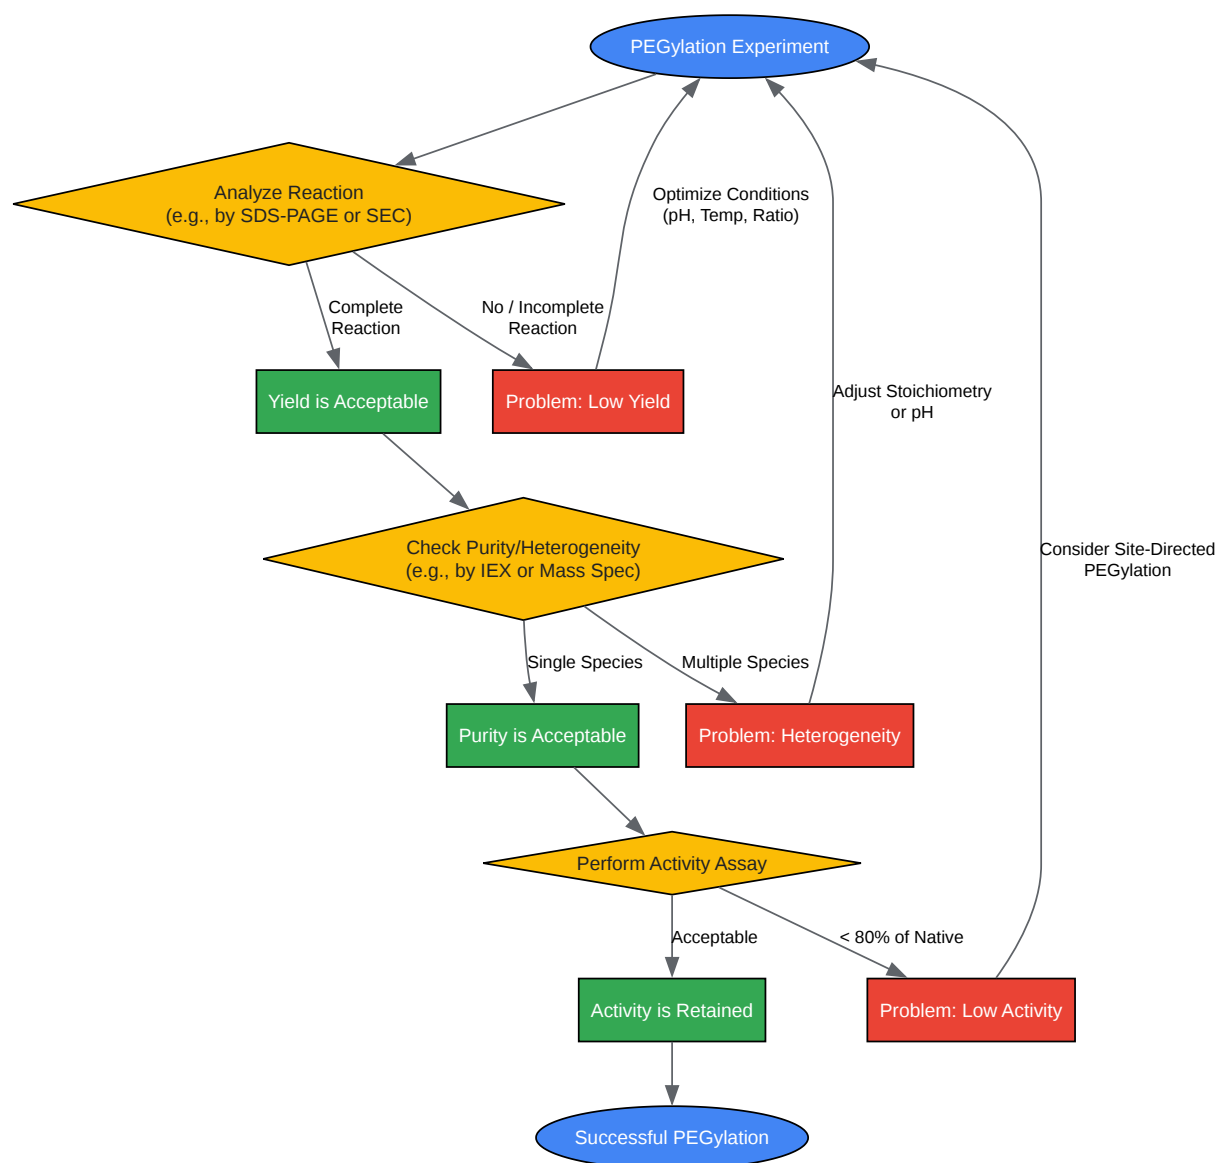 PEGylation Experiment
Analyze Reaction
(e.g., by SDS-PAGE or SEC)
Optimize Conditions
(pH, Temp, Ratio)
Complete
Reaction
No / Incomplete
Reaction
Yield is Acceptable
Problem: Low Yield
Adjust Stoichiometry
or pH
Check Purity/Heterogeneity
(e.g., by IEX or Mass Spec)
Consider Site-Directed
PEGylation
Single Species
Multiple Species
Purity is Acceptable
Problem: Heterogeneity
Perform Activity Assay
Acceptable
< 80% of Native
Activity is Retained
Problem: Low Activity
Successful PEGylation